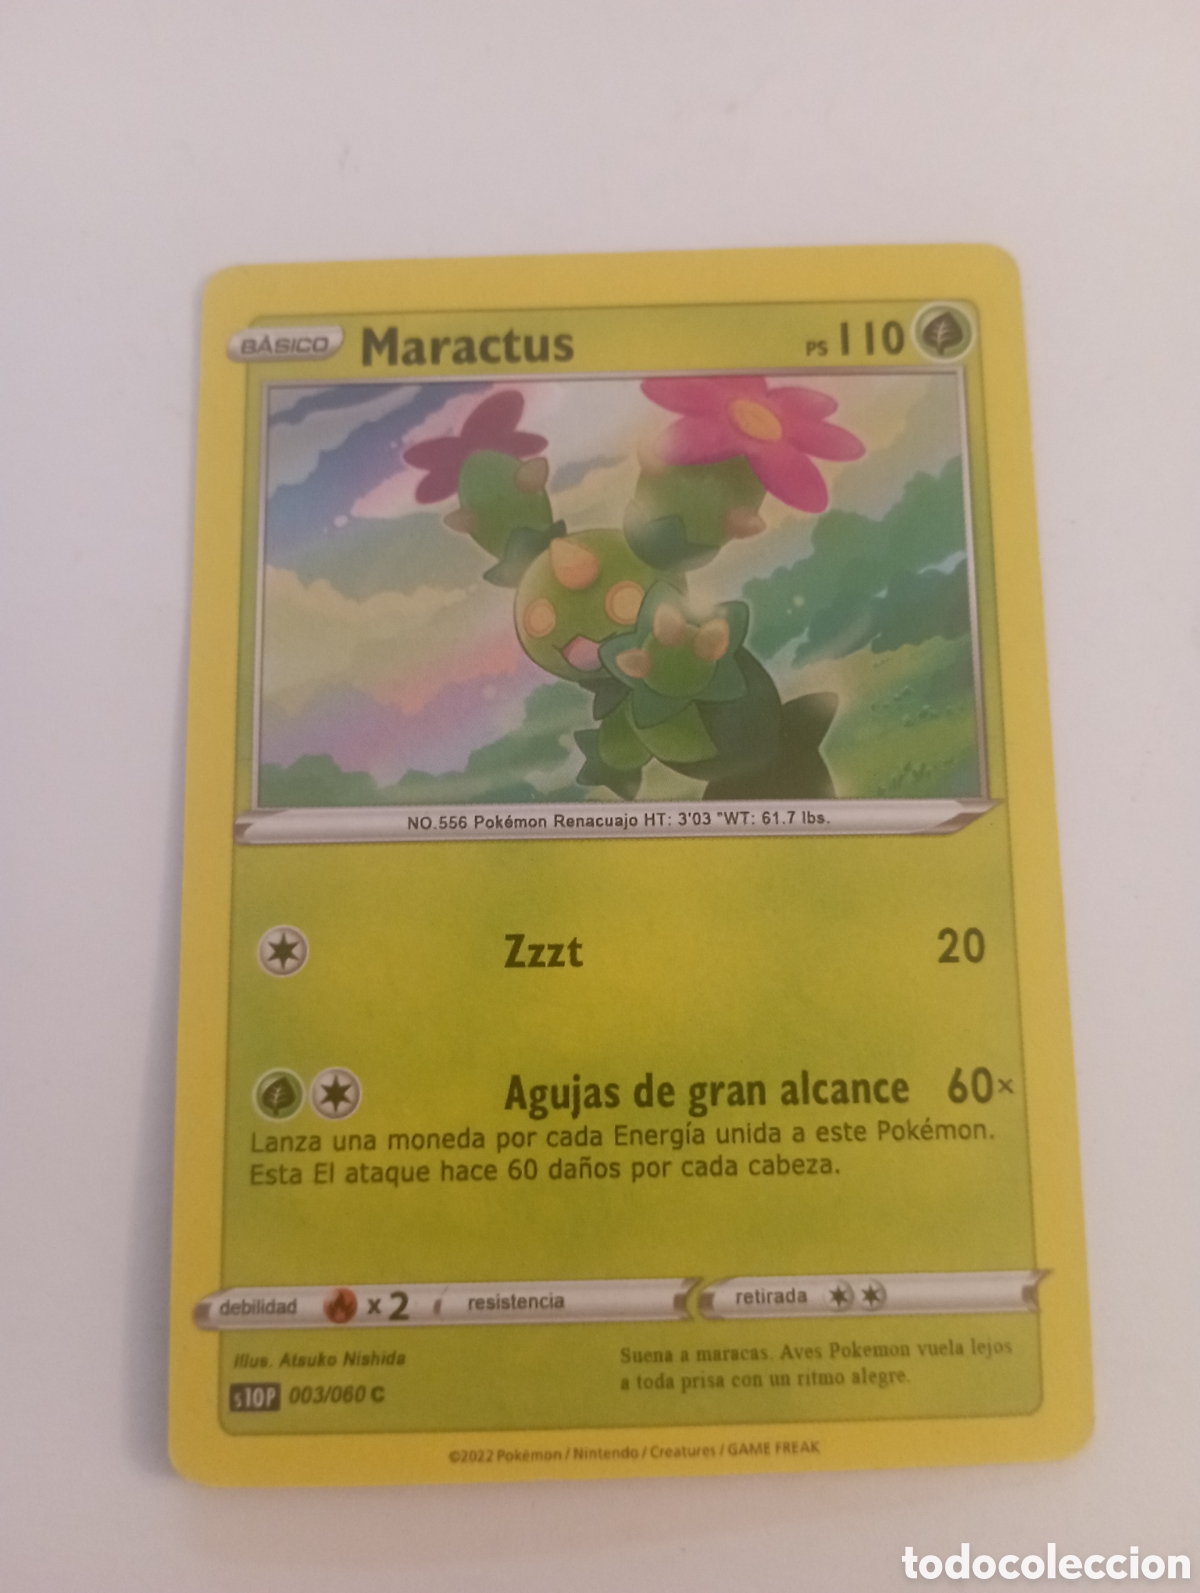 BÀSICO Maractus PS 110
NO.556 Pokémon Renacuajo HT: 3'03 "WT: 61.7 lbs.
Zzzt 20
Agujas de gran alcance 60×
Lanza una moneda por cada Energía unida a este Pokémon.
Esta El ataque hace 60 daños por cada cabeza.
debilidad x2 resistencia retirada
Illus. Atsuko Nishida
Suena a maracas. Aves Pokemon vuela lejos
a toda prisa con un ritmo alegre.
s10P 003/060 C
©2022 Pokémon / Nintendo / Creatures / GAME FREAK
todocoleccion